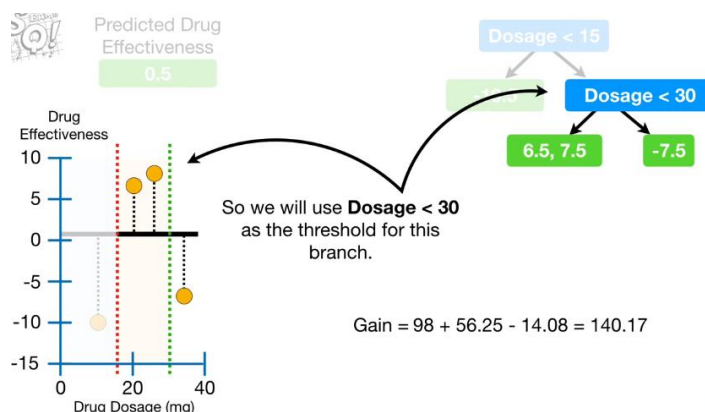 Predicted Drug
Effectiveness
0.5
Dosage < 15
-10.5
Dosage < 30
6.5, 7.5
-7.5
Drug
Effectiveness
10
5
0
-5
-10
-15
0
20
40
Drug Dosage (mg)
So we will use Dosage < 30
as the threshold for this
branch.
Gain = 98 + 56.25 - 14.08 = 140.17